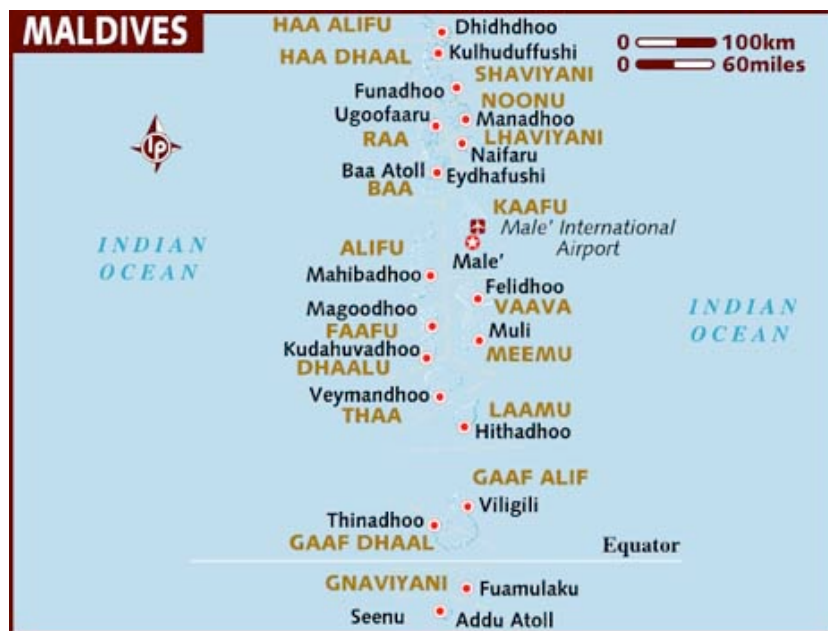 MALDIVES
HAA ALIFU
Dhidhdhoo
0 100km
0 60miles
HAA DHAAL
Kulhuduffushi
SHAVIYANI
Funadhoo
NOONU
Ugoofaaru
Manadhoo
RAA
LHAVIYANI
Naifaru
lp
Baa Atoll
Eydhafushi
BAA
KAAFU
Male' International
Airport
INDIAN
OCEAN
ALIFU
Male'
Mahibadhoo
Felidhoo
VAAVA
INDIAN
OCEAN
Magoodhoo
FAAFU
Muli
MEEMU
Kudahuvadhoo
DHAALU
Veymandhoo
THAA
LAAMU
Hithadhoo
GAAF ALIF
Viligili
Thinadhoo
GAAF DHAAL
Equator
GNAVIYANI
Fuamulaku
Seenu
Addu Atoll